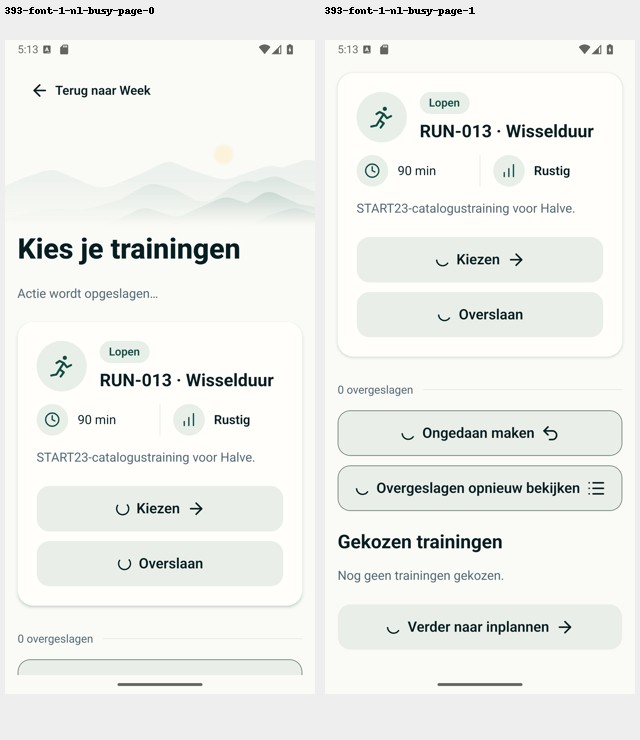 393-font-1-nl-busy-page-0
5:13
Terug naar Week
Kies je trainingen
Actie wordt opgeslagen…
Lopen
RUN-013 · Wisselduur
90 min
Rustig
START23-catalogustraining voor Halve.
Kiezen
Overslaan
0 overgeslagen
393-font-1-nl-busy-page-1
5:13
Lopen
RUN-013 · Wisselduur
90 min
Rustig
START23-catalogustraining voor Halve.
Kiezen
Overslaan
0 overgeslagen
Ongedaan maken
Overgeslagen opnieuw bekijken
Gekozen trainingen
Nog geen trainingen gekozen.
Verder naar inplannen